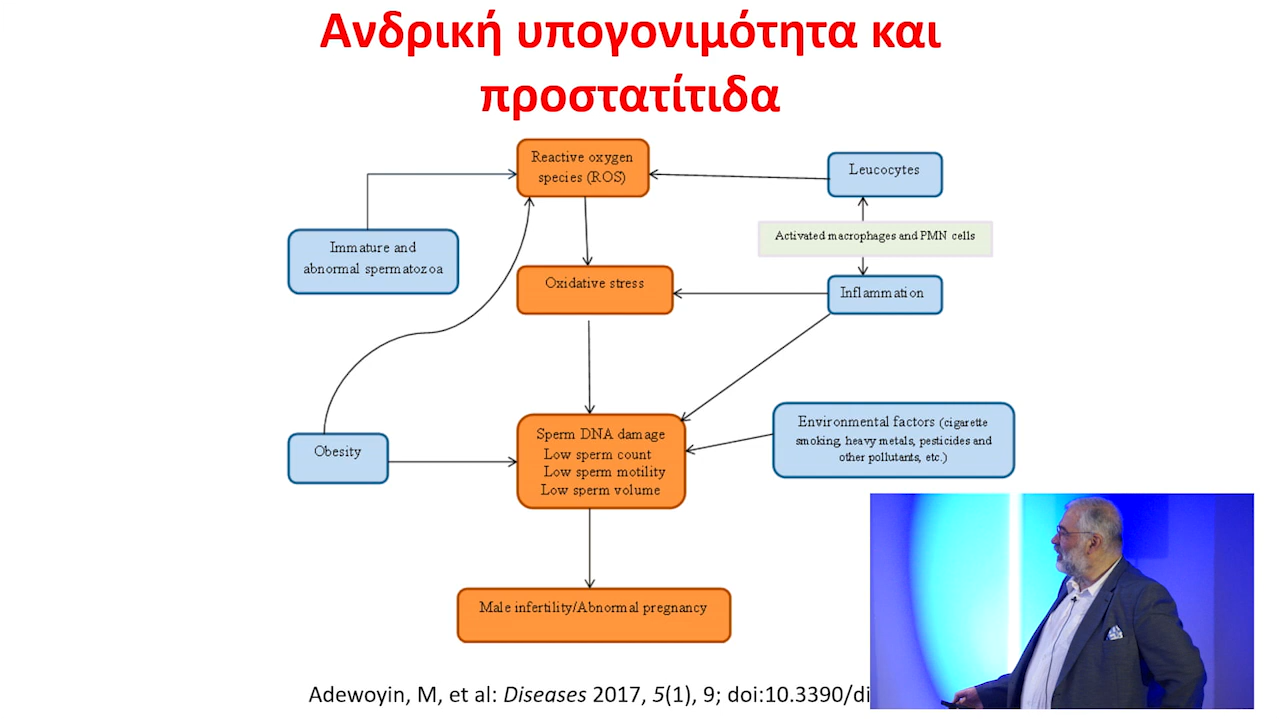 Ανδρική υπογονιμότητα και
προστατίτιδα
Reactive oxygen
species (ROS)
Leucocytes
Activated macrophages and PMN cells
Immature and
abnormal spermatozoa
Oxidative stress
Inflammation
Obesity
Sperm DNA damage
Low sperm count
Low sperm motility
Low sperm volume
Environmental factors (cigarette
smoking, heavy metals, pesticides and
other pollutants, etc.)
Male infertility/Abnormal pregnancy
Adewoyin, M, et al: Diseases 2017, 5(1), 9; doi:10.3390/di